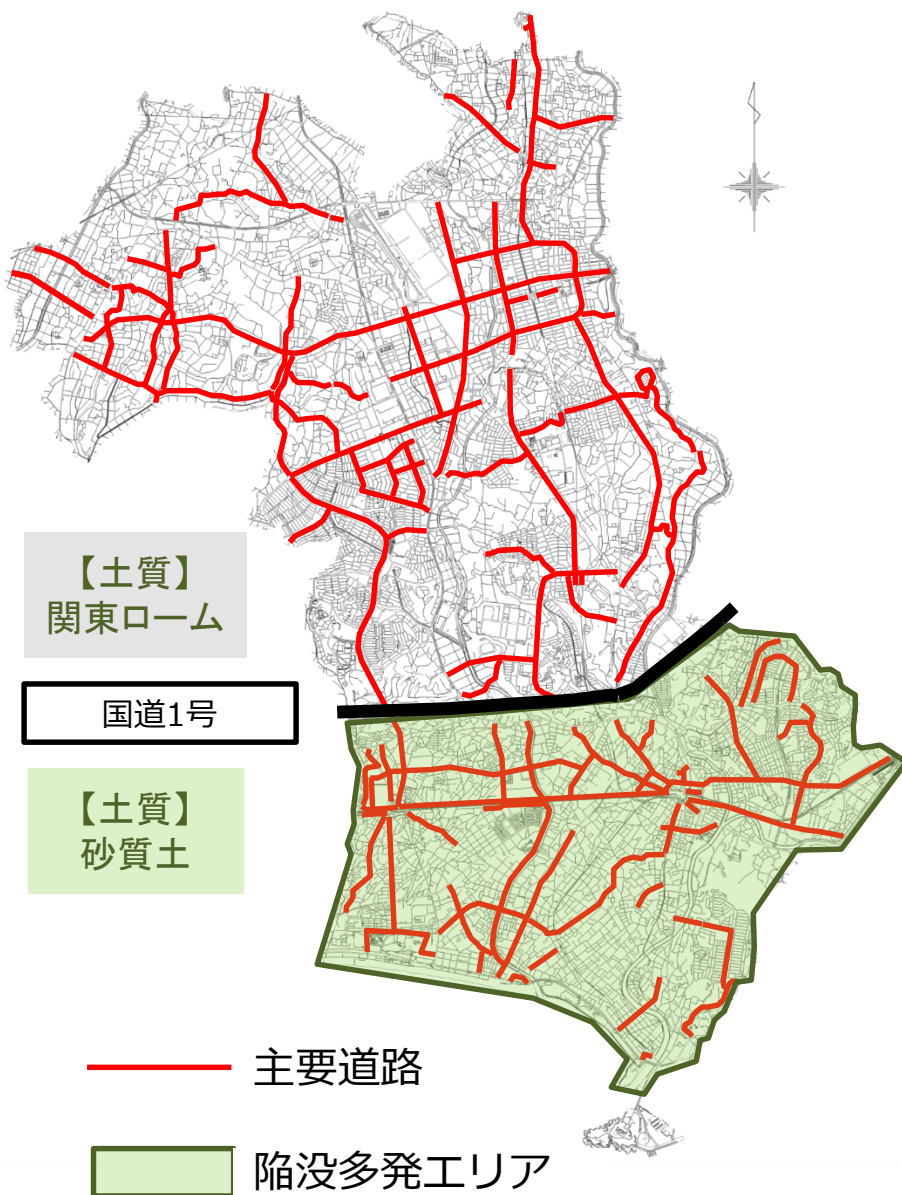 【土質】
関東ローム
国道1号
【土質】
砂質土
主要道路
陥没多発エリア